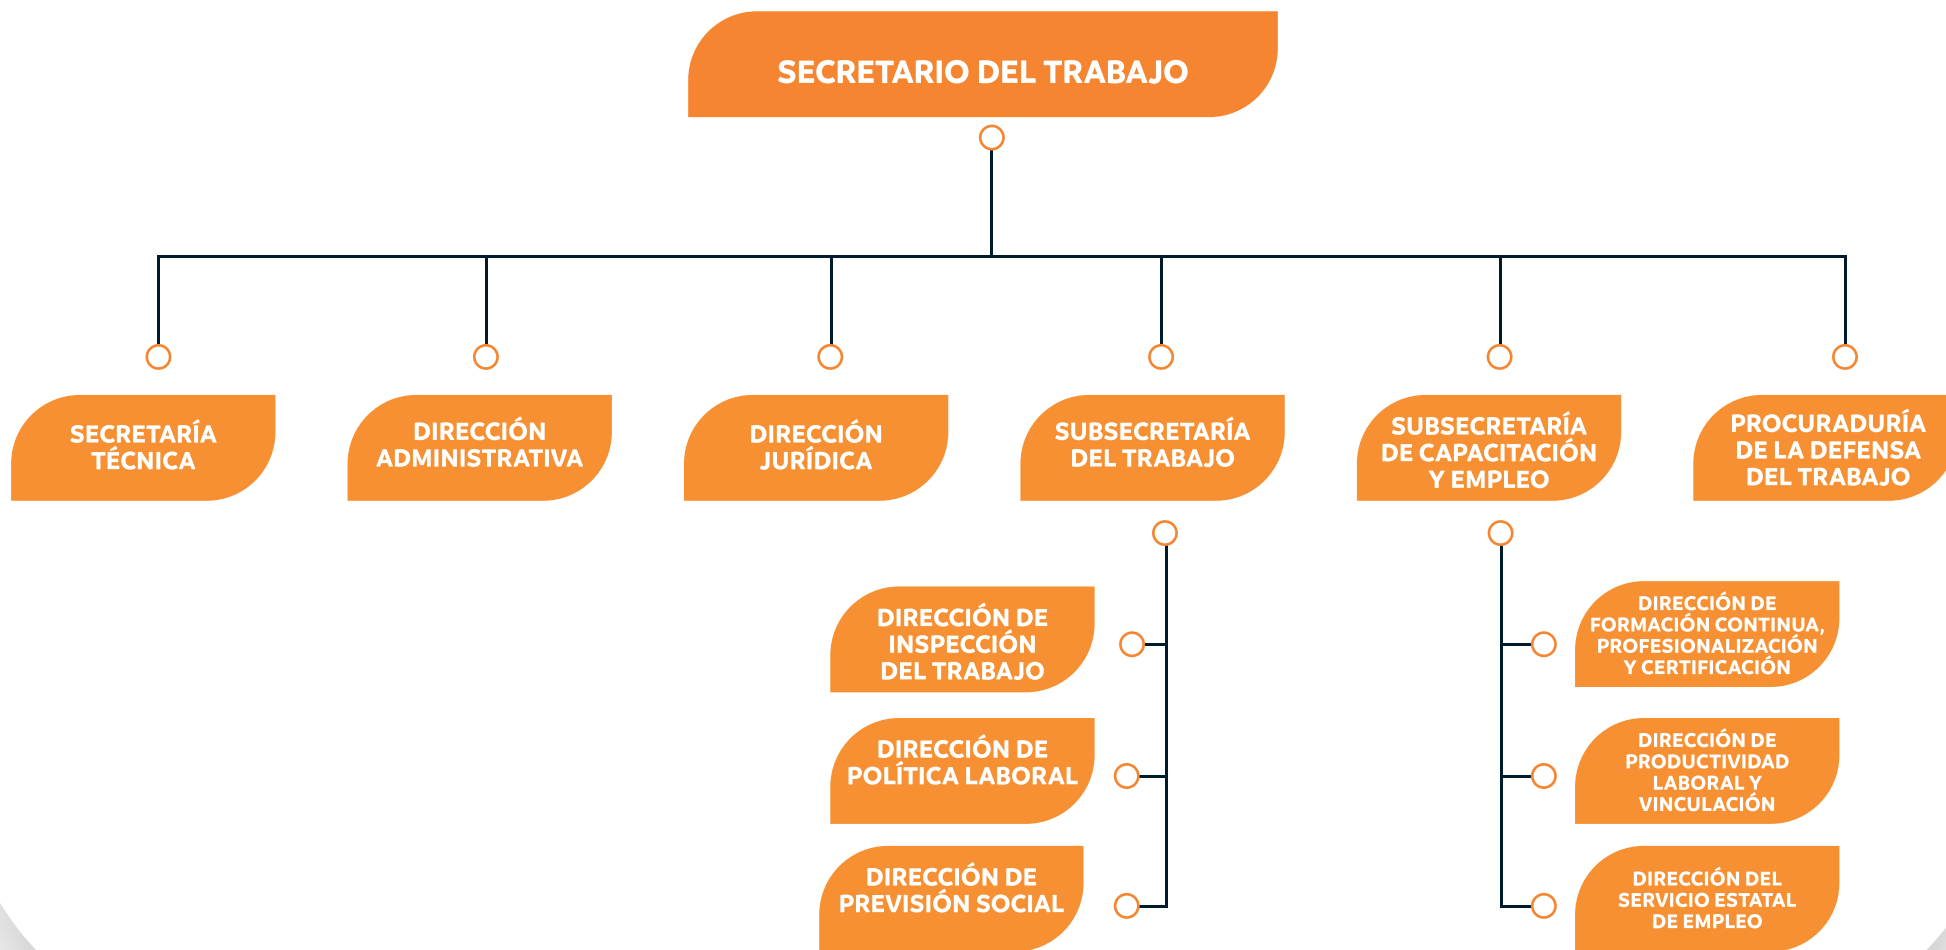 SECRETARIO DEL TRABAJO
SECRETARÍA
TÉCNICA
DIRECCIÓN
ADMINISTRATIVA
DIRECCIÓN
JURÍDICA
SUBSECRETARÍA
DEL TRABAJO
SUBSECRETARÍA
DE CAPACITACIÓN
Y EMPLEO
PROCURADURÍA
DE LA DEFENSA
DEL TRABAJO
DIRECCIÓN DE
INSPECCIÓN
DEL TRABAJO
DIRECCIÓN DE
POLÍTICA LABORAL
DIRECCIÓN DE
PREVISIÓN SOCIAL
DIRECCIÓN DE
FORMACIÓN CONTINUA,
PROFESIONALIZACIÓN
Y CERTIFICACIÓN
DIRECCIÓN DE
PRODUCTIVIDAD
LABORAL Y
VINCULACIÓN
DIRECCIÓN DEL
SERVICIO ESTATAL
DE EMPLEO